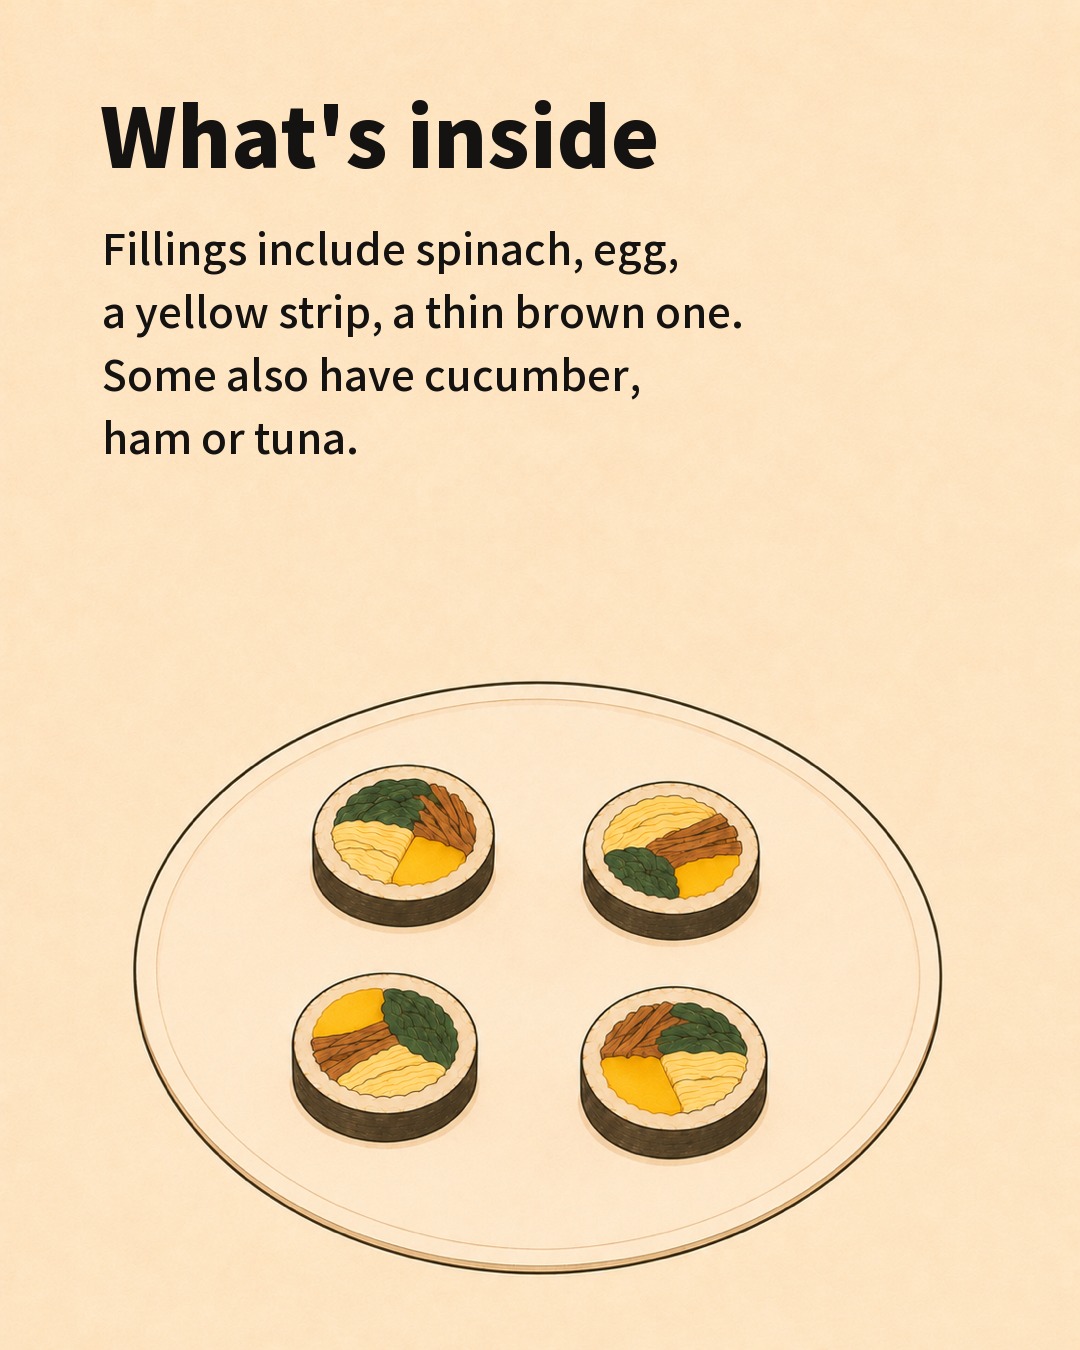 What's inside
Fillings include spinach, egg,
a yellow strip, a thin brown one.
Some also have cucumber,
ham or tuna.